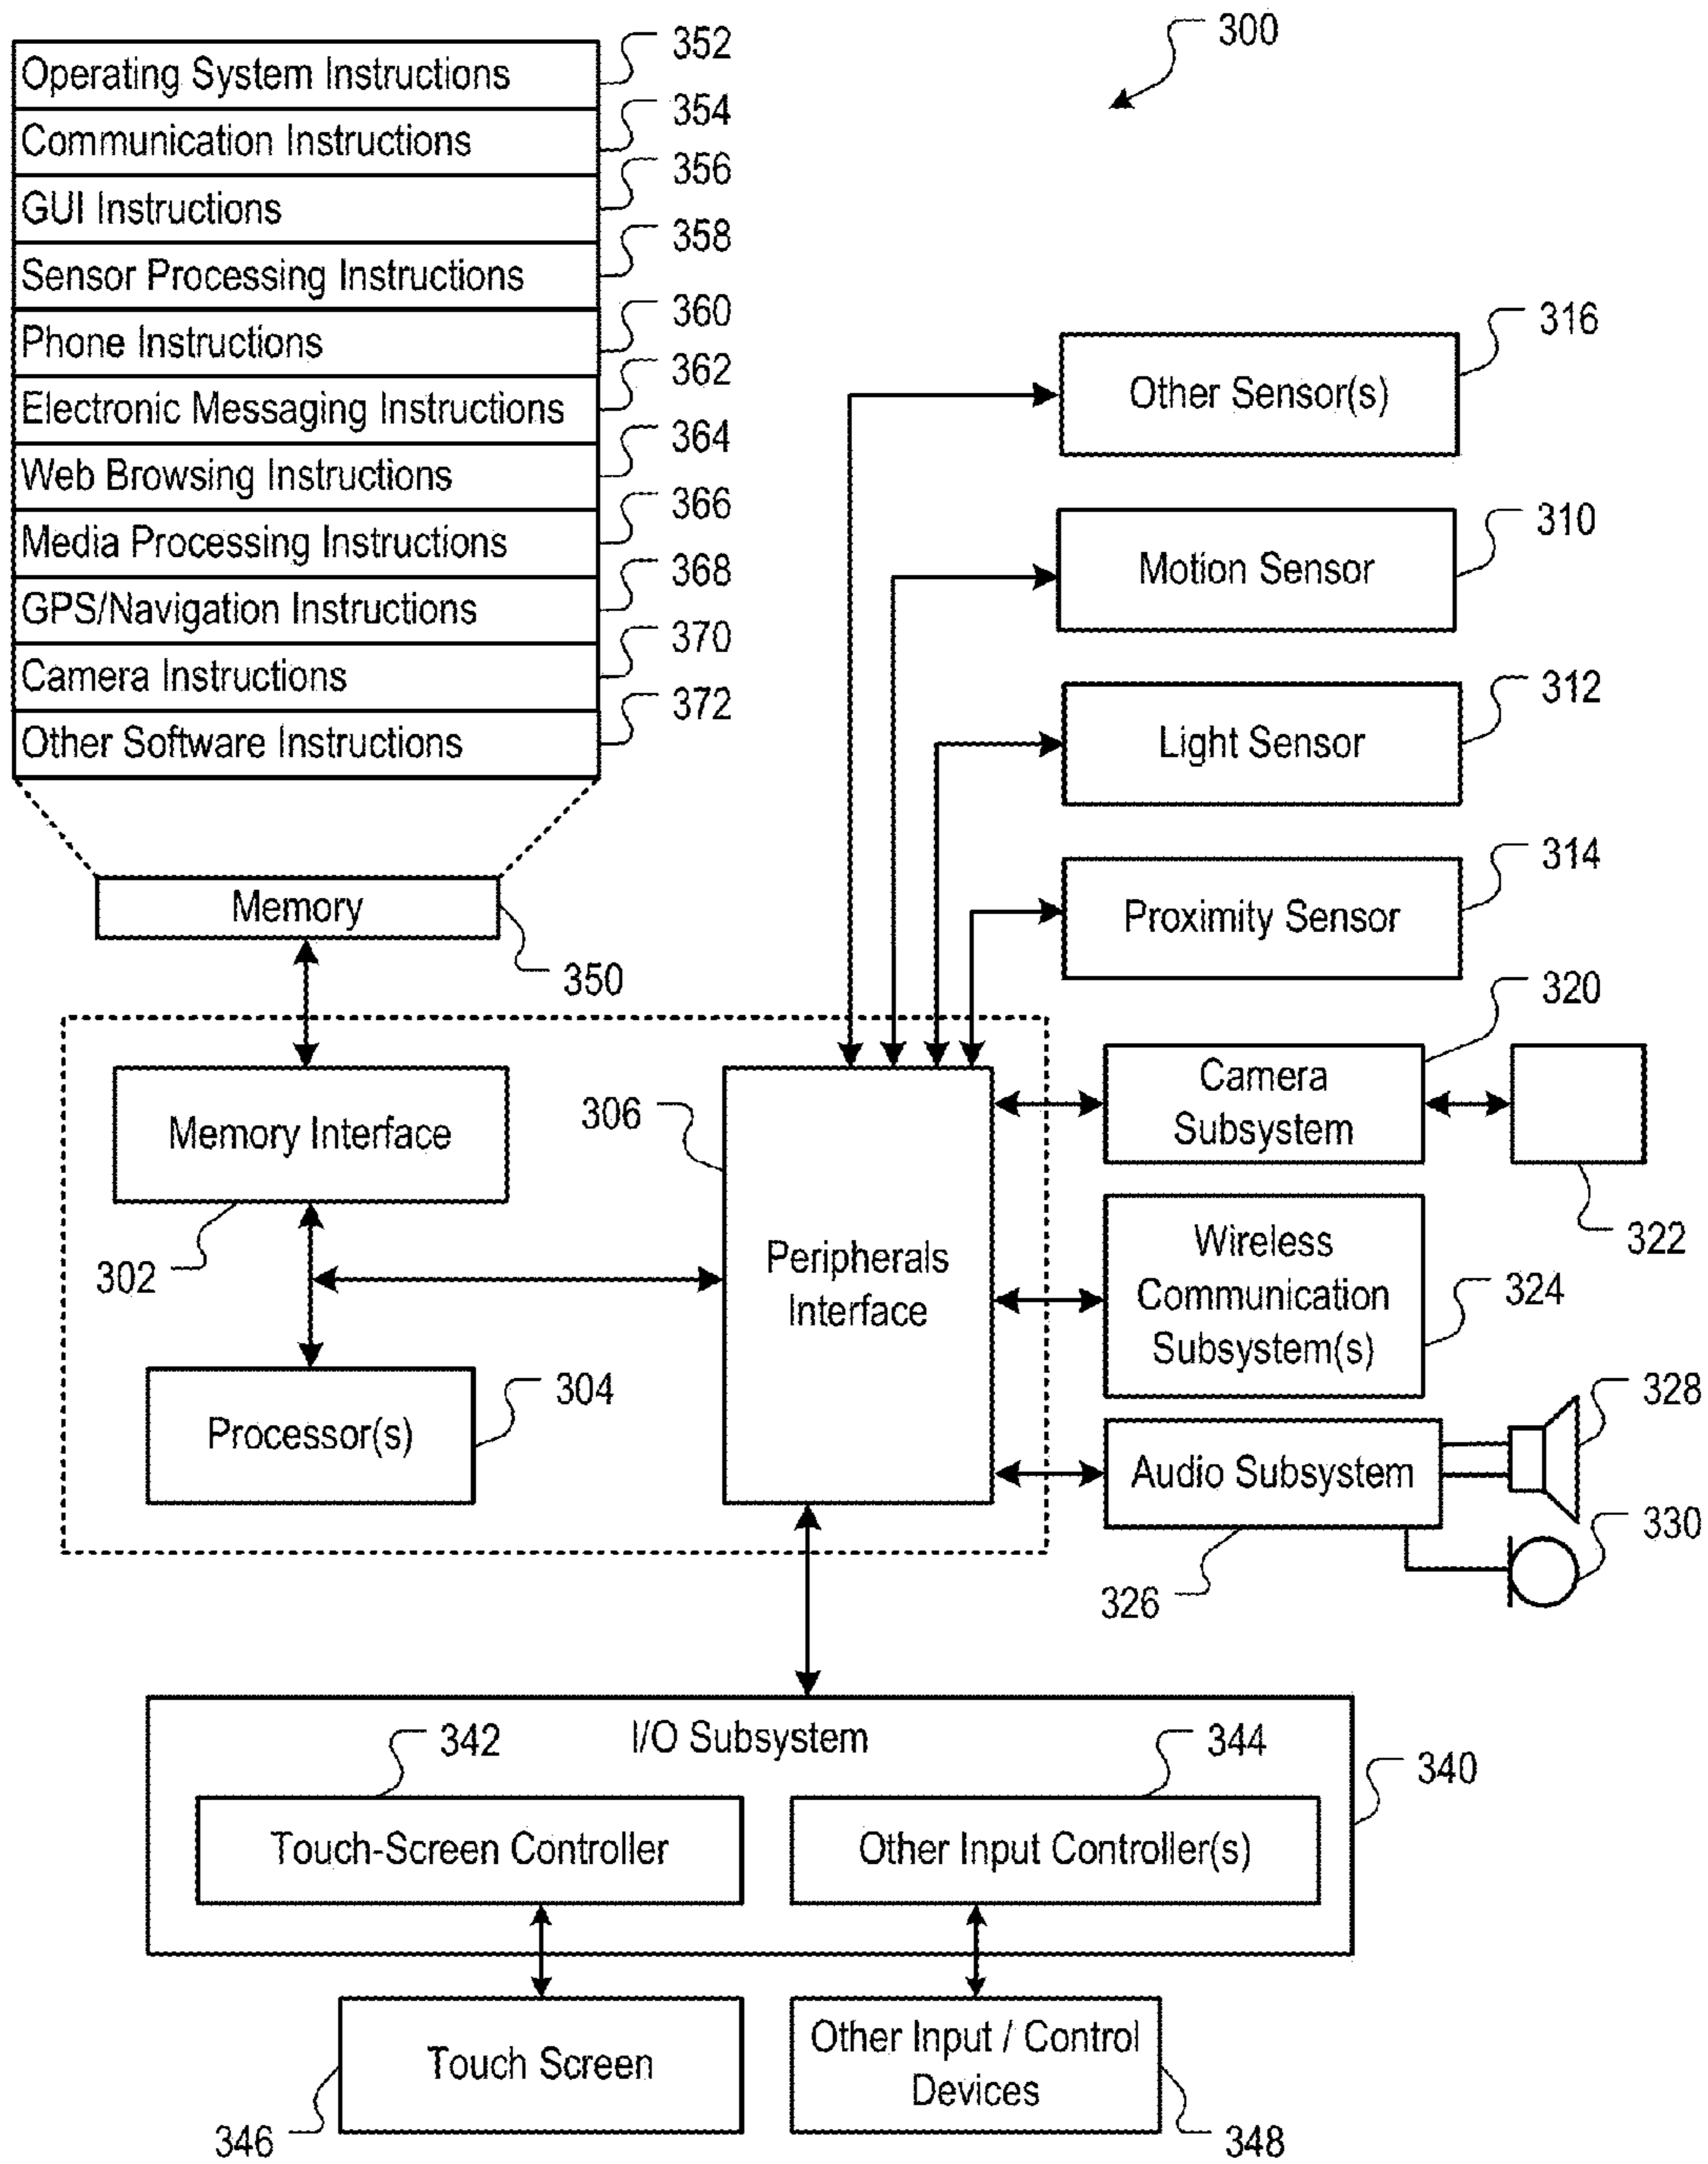 300
Operating System Instructions
352
Communication Instructions
354
GUI Instructions
356
Sensor Processing Instructions
358
Phone Instructions
360
Electronic Messaging Instructions
362
Web Browsing Instructions
364
Media Processing Instructions
366
GPS/Navigation Instructions
368
Camera Instructions
370
Other Software Instructions
372
Memory
350
Other Sensor(s)
316
Motion Sensor
310
Light Sensor
312
Proximity Sensor
314
Memory Interface
302
Processor(s)
304
306
Peripherals
Interface
Camera
Subsystem
320
322
Wireless
Communication
Subsystem(s)
324
Audio Subsystem
326
328
330
I/O Subsystem
340
342
Touch-Screen Controller
344
Other Input Controller(s)
Touch Screen
346
Other Input / Control
Devices
348